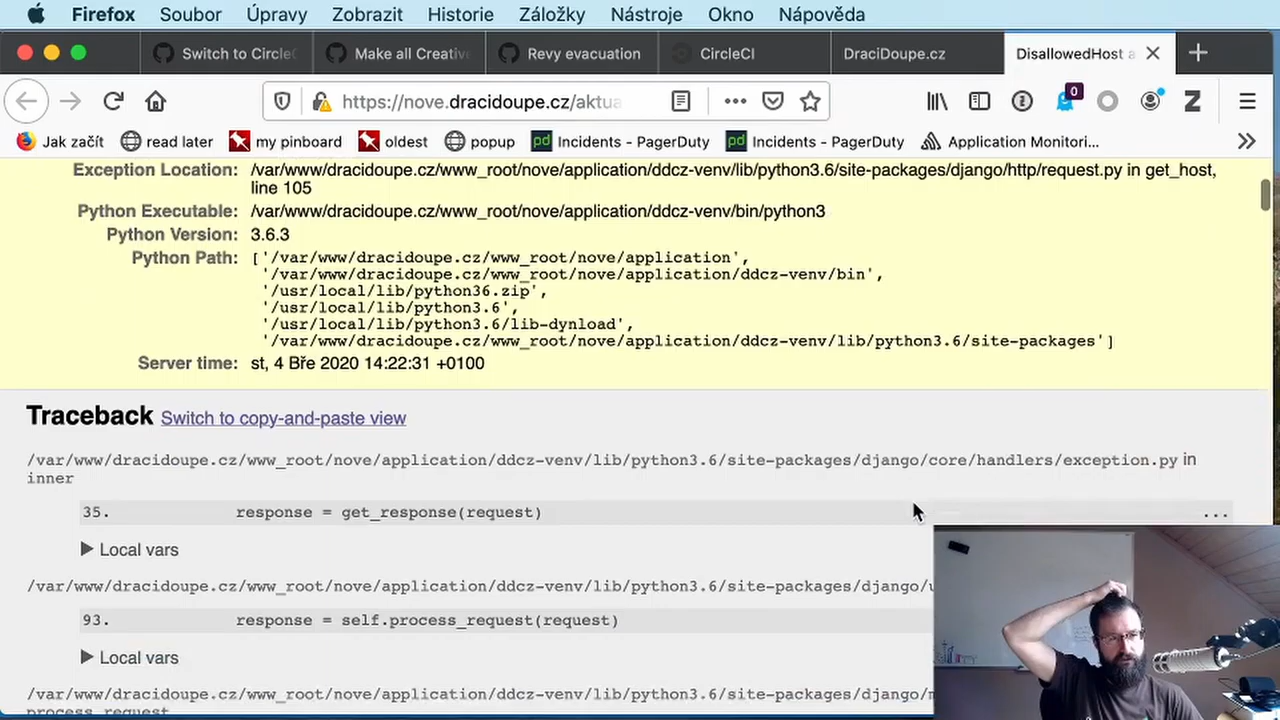 Firefox Soubor Úpravy Zobrazit Historie Záložky Nástroje Okno Nápověda
Switch to CircleC Make all Creative Revy evacuation CircleCI DraciDoupe.cz DisallowedHost a
https://nove.dracidoupe.cz/aktua 0
Jak začít read later my pinboard oldest popup Incidents - PagerDuty Incidents - PagerDuty Application Monitori...
Exception Location: /var/www/dracidoupe.cz/www_root/nove/application/ddcz-venv/lib/python3.6/site-packages/django/http/request.py in get_host,
line 105
Python Executable: /var/www/dracidoupe.cz/www_root/nove/application/ddcz-venv/bin/python3
Python Version: 3.6.3
Python Path: ['/var/www/dracidoupe.cz/www_root/nove/application',
'/var/www/dracidoupe.cz/www_root/nove/application/ddcz-venv/bin',
'/usr/local/lib/python36.zip',
'/usr/local/lib/python3.6',
'/usr/local/lib/python3.6/lib-dynload',
'/var/www/dracidoupe.cz/www_root/nove/application/ddcz-venv/lib/python3.6/site-packages']
Server time: st, 4 Bře 2020 14:22:31 +0100
Traceback Switch to copy-and-paste view
/var/www/dracidoupe.cz/www_root/nove/application/ddcz-venv/lib/python3.6/site-packages/django/core/handlers/exception.py in
inner
35. response = get_response(request) ...
▶ Local vars
/var/www/dracidoupe.cz/www_root/nove/application/ddcz-venv/lib/python3.6/site-packages/django/u
93. response = self.process_request(request)
▶ Local vars
/var/www/dracidoupe.cz/www_root/nove/application/ddcz-venv/lib/python3.6/site-packages/django/m
process_request